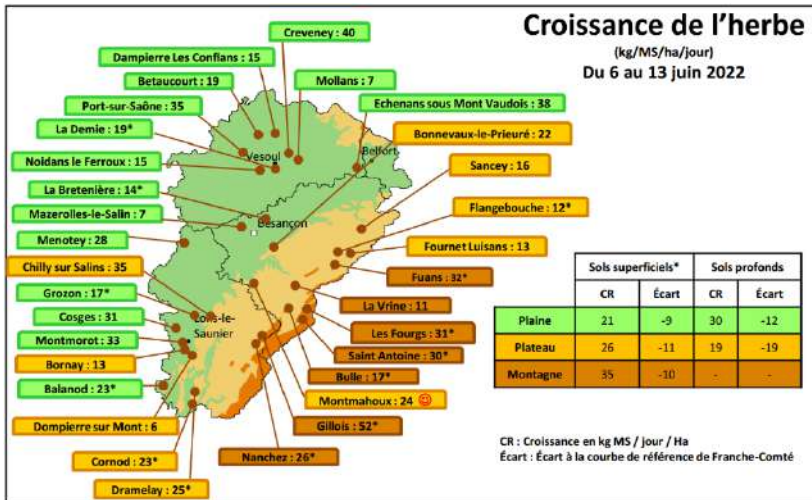 Croissance de l'herbe
(kg/MS/ha/jour)
Du 6 au 13 juin 2022
Creveney : 40
Dampierre Les Conflans : 15
Betaucourt : 19
Mollans : 7
Port-sur-Saône : 35
Echenans sous Mont Vaudois : 38
La Demie : 19*
Bonnevaux-le-Prieuré : 22
Noidans le Ferroux : 15
Vesoul
Belfort
Sancey : 16
La Bretenière : 14*
Flangebouche : 12*
Mazerolles-le-Salin : 7
Besançon
Menotey : 28
Fournet Luisans : 13
Chilly sur Salins : 35
Fuans : 32*
Grozon : 17*
La Vrine : 11
Cosges : 31
Lons-le-
Saunier
Les Fourgs : 31*
Montmorot : 33
Saint Antoine : 30*
Bornay : 13
Bulle : 17*
Balanod : 23*
Montmahoux : 24
Dompierre sur Mont : 6
Gillois : 52*
Cornod : 23*
Nanchez : 26*
Dramelay : 25*
Sols superficiels* Sols profonds
CR Écart CR Écart
Plaine 21 -9 30 -12
Plateau 26 -11 19 -19
Montagne 35 -10 - -
CR : Croissance en kg MS / jour / Ha
Écart : Écart à la courbe de référence de Franche-Comté